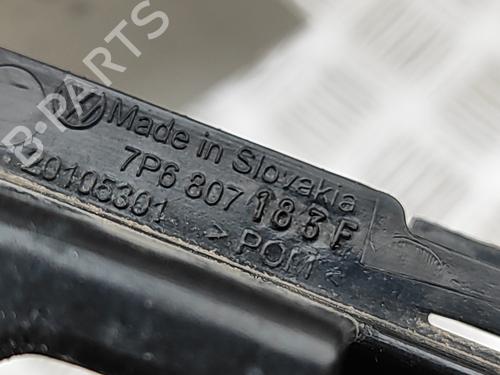 B-PARTS
Made in Slovakia
7P6 807 183 F
20105301 >POM<